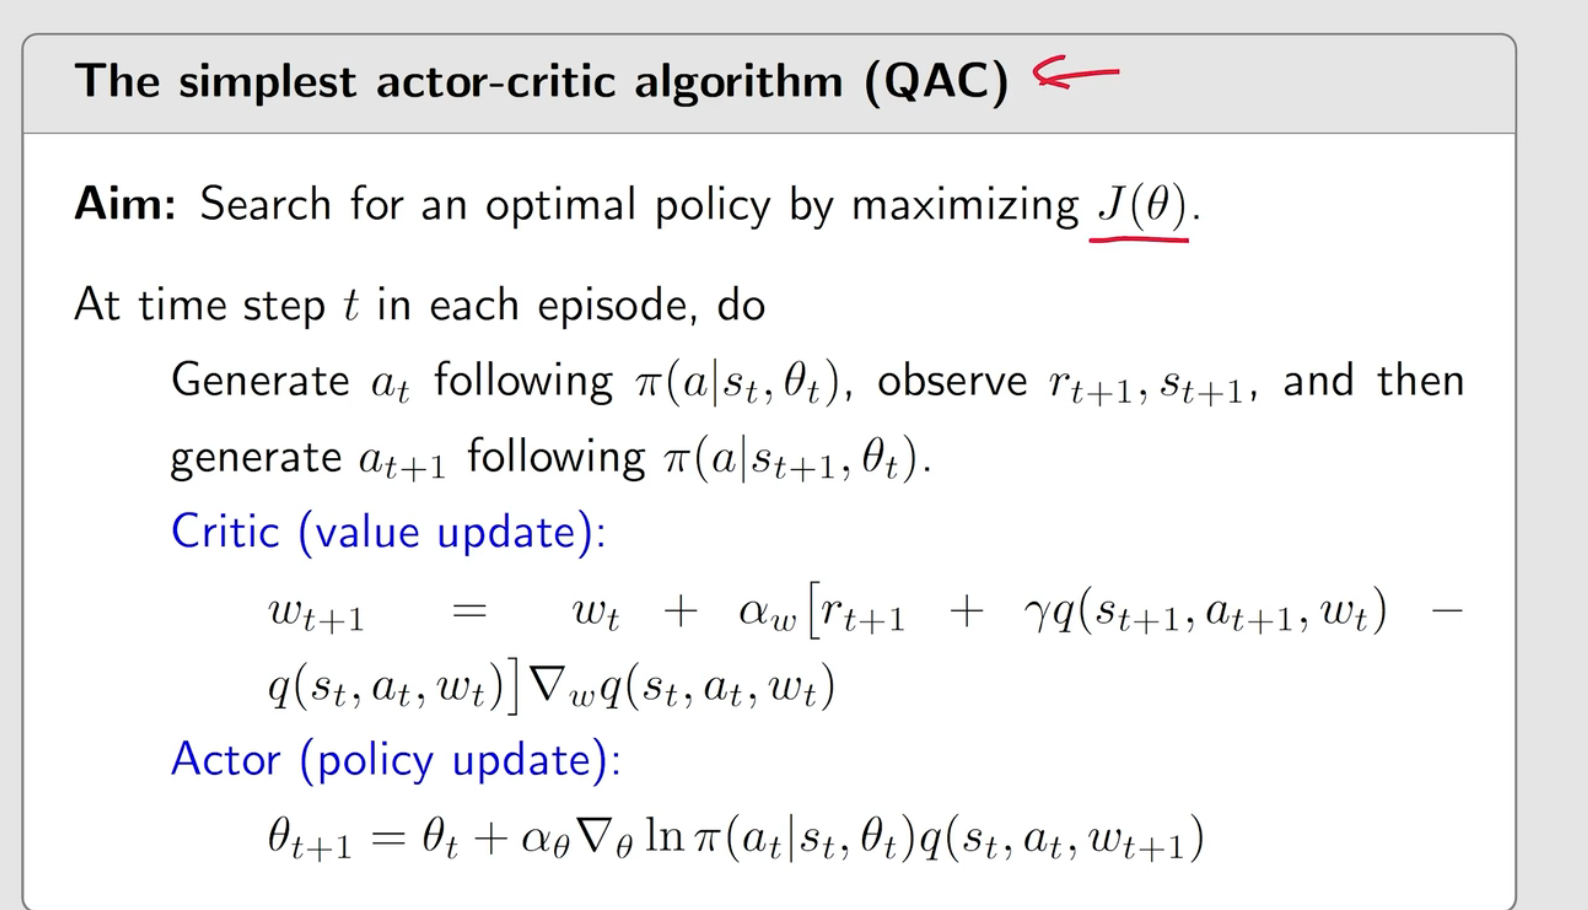 The simplest actor-critic algorithm (QAC)
Aim: Search for an optimal policy by maximizing J(θ).
At time step t in each episode, do
Generate a_t following π(a|s_t, θ_t), observe r_{t+1}, s_{t+1}, and then
generate a_{t+1} following π(a|s_{t+1}, θ_t).
Critic (value update):
w_{t+1} = w_t + α_w[r_{t+1} + γq(s_{t+1}, a_{t+1}, w_t) −
q(s_t, a_t, w_t)]∇_w q(s_t, a_t, w_t)
Actor (policy update):
θ_{t+1} = θ_t + α_θ∇_θ ln π(a_t|s_t, θ_t)q(s_t, a_t, w_{t+1})